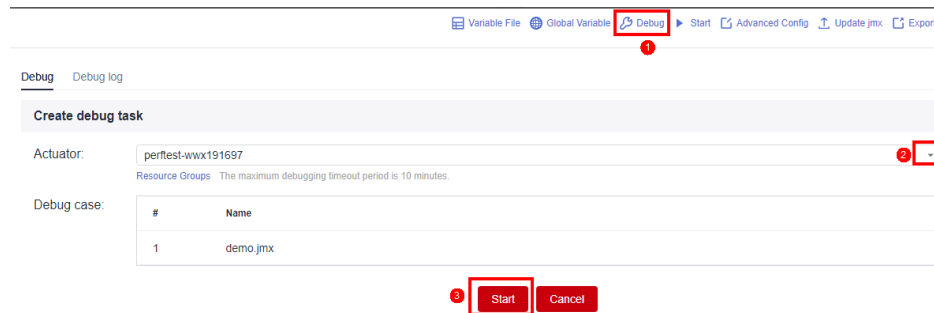 Variable File Global Variable Debug Start Advanced Config Update jmx Export
1
Debug Debug log
Create debug task
Actuator: perftest-wwx191697 2
Resource Groups The maximum debugging timeout period is 10 minutes.
Debug case: # Name
1 demo.jmx
3 Start Cancel